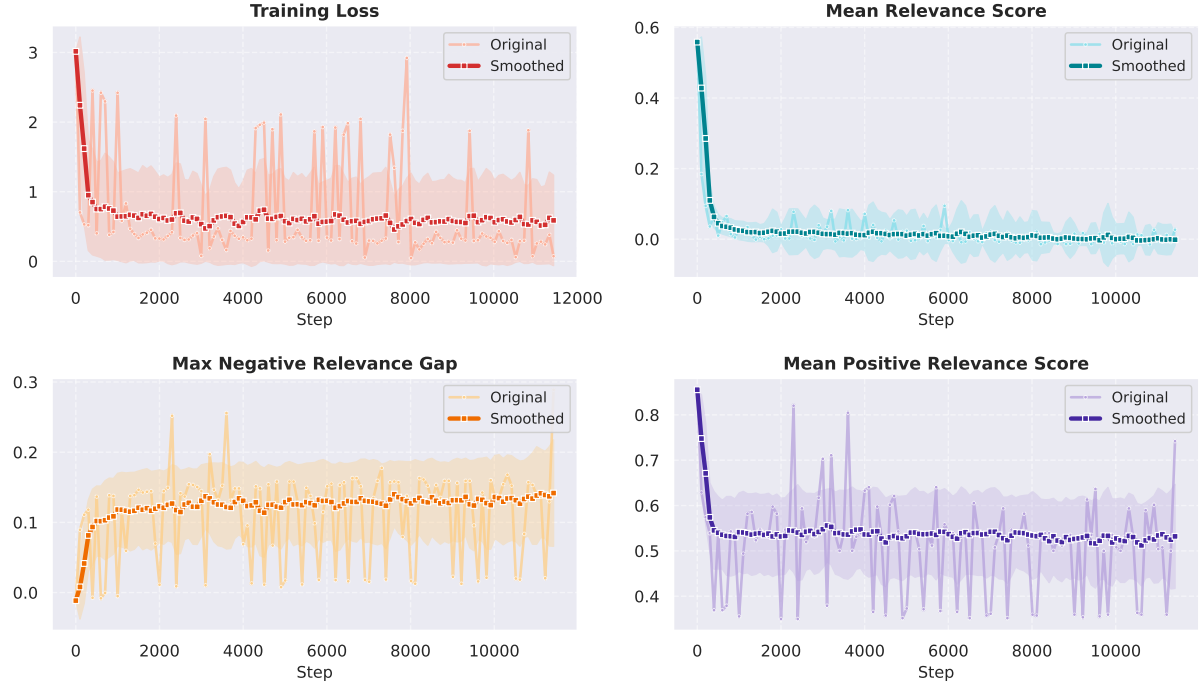 Training Loss
Original
Smoothed
3
2
1
0
0 2000 4000 6000 8000 10000 12000
Step
Mean Relevance Score
Original
Smoothed
0.6
0.4
0.2
0.0
0 2000 4000 6000 8000 10000
Step
Max Negative Relevance Gap
Original
Smoothed
0.3
0.2
0.1
0.0
0 2000 4000 6000 8000 10000
Step
Mean Positive Relevance Score
Original
Smoothed
0.8
0.7
0.6
0.5
0.4
0 2000 4000 6000 8000 10000
Step